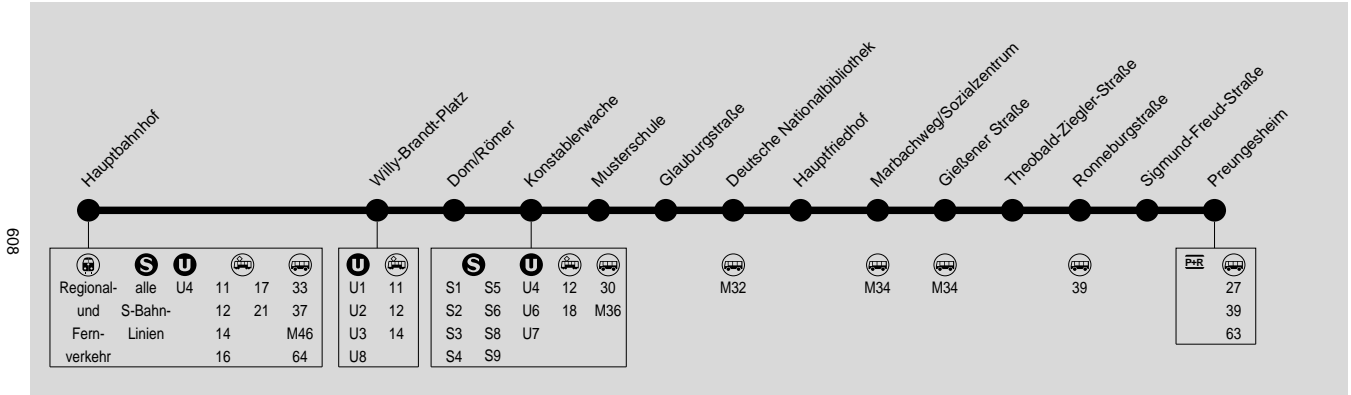 Hauptbahnhof
Willy-Brandt-Platz
Dom/Römer
Konstablerwache
Musterschule
Glauburgstraße
Deutsche Nationalbibliothek
Hauptfriedhof
Marbachweg/Sozialzentrum
Gießener Straße
Theobald-Ziegler-Straße
Ronneburgstraße
Sigmund-Freud-Straße
Preungesheim
608
S U
Regional- alle U4 11 17 33
und S-Bahn- 12 21 37
Fern- Linien 14 M46
verkehr 16 64
U
U1 11
U2 12
U3 14
U8
S U
S1 S5 U4 12 30
S2 S6 U6 18 M36
S3 S8 U7
S4 S9
M32
M34
M34
39
P+R
27
39
63